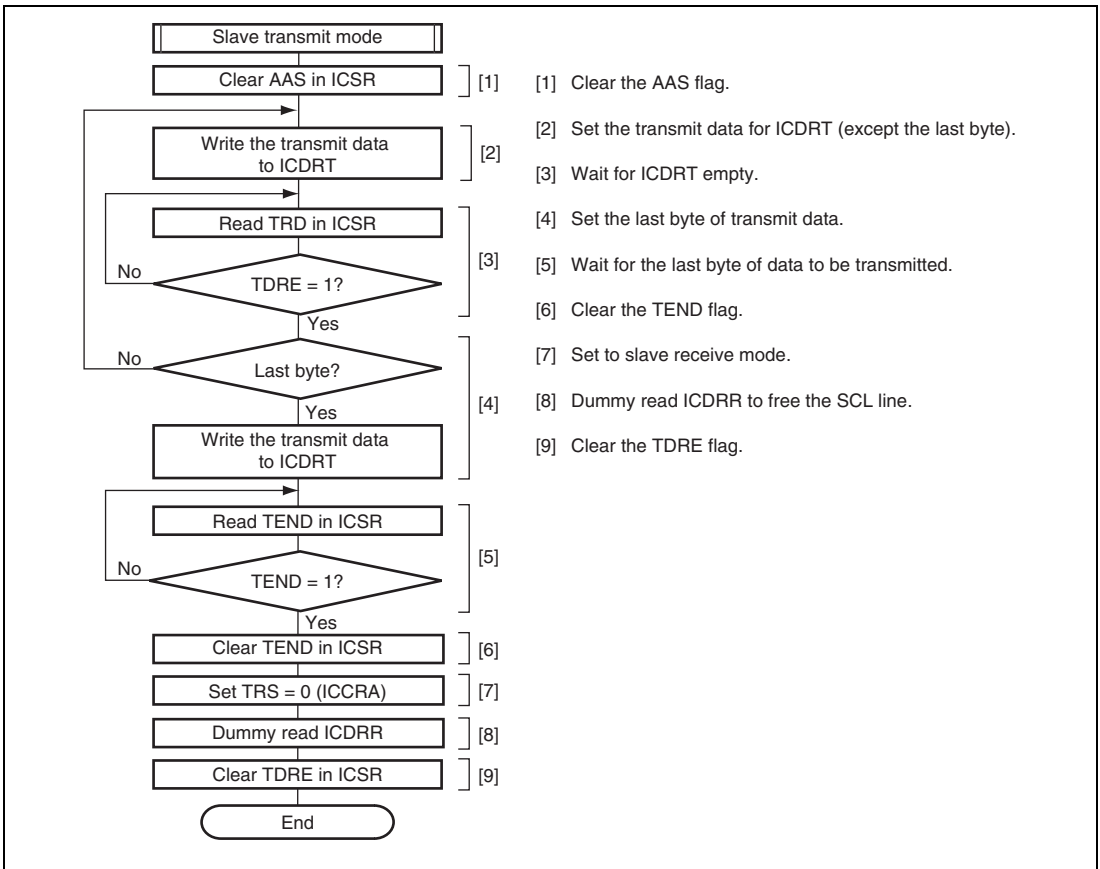 Slave transmit mode
Clear AAS in ICSR
[1]
Write the transmit data
to ICDRT
[2]
Read TRD in ICSR
No
TDRE = 1?
[3]
Yes
No
Last byte?
Yes
[4]
Write the transmit data
to ICDRT
Read TEND in ICSR
No
TEND = 1?
[5]
Yes
Clear TEND in ICSR
[6]
Set TRS = 0 (ICCRA)
[7]
Dummy read ICDRR
[8]
Clear TDRE in ICSR
[9]
End
[1] Clear the AAS flag.
[2] Set the transmit data for ICDRT (except the last byte).
[3] Wait for ICDRT empty.
[4] Set the last byte of transmit data.
[5] Wait for the last byte of data to be transmitted.
[6] Clear the TEND flag.
[7] Set to slave receive mode.
[8] Dummy read ICDRR to free the SCL line.
[9] Clear the TDRE flag.